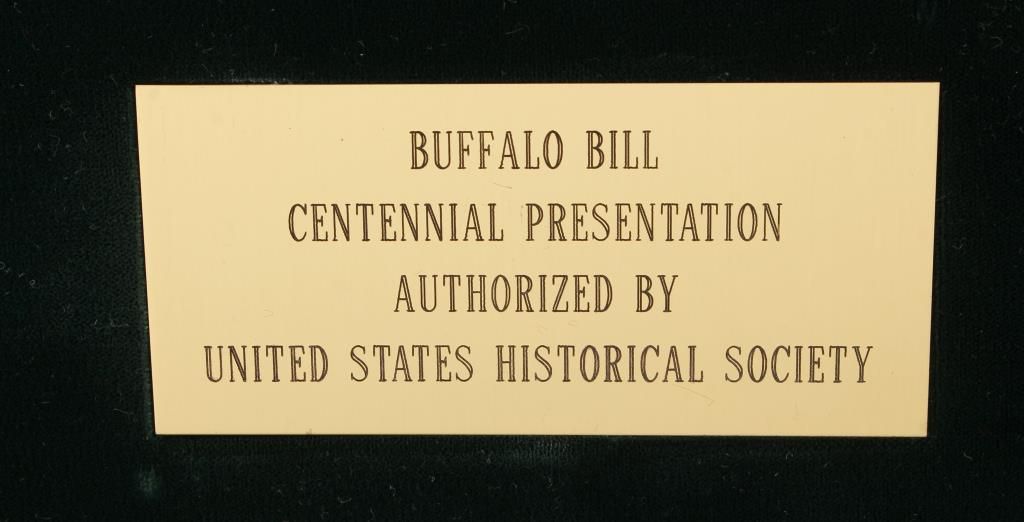 BUFFALO BILL
CENTENNIAL PRESENTATION
AUTHORIZED BY
UNITED STATES HISTORICAL SOCIETY